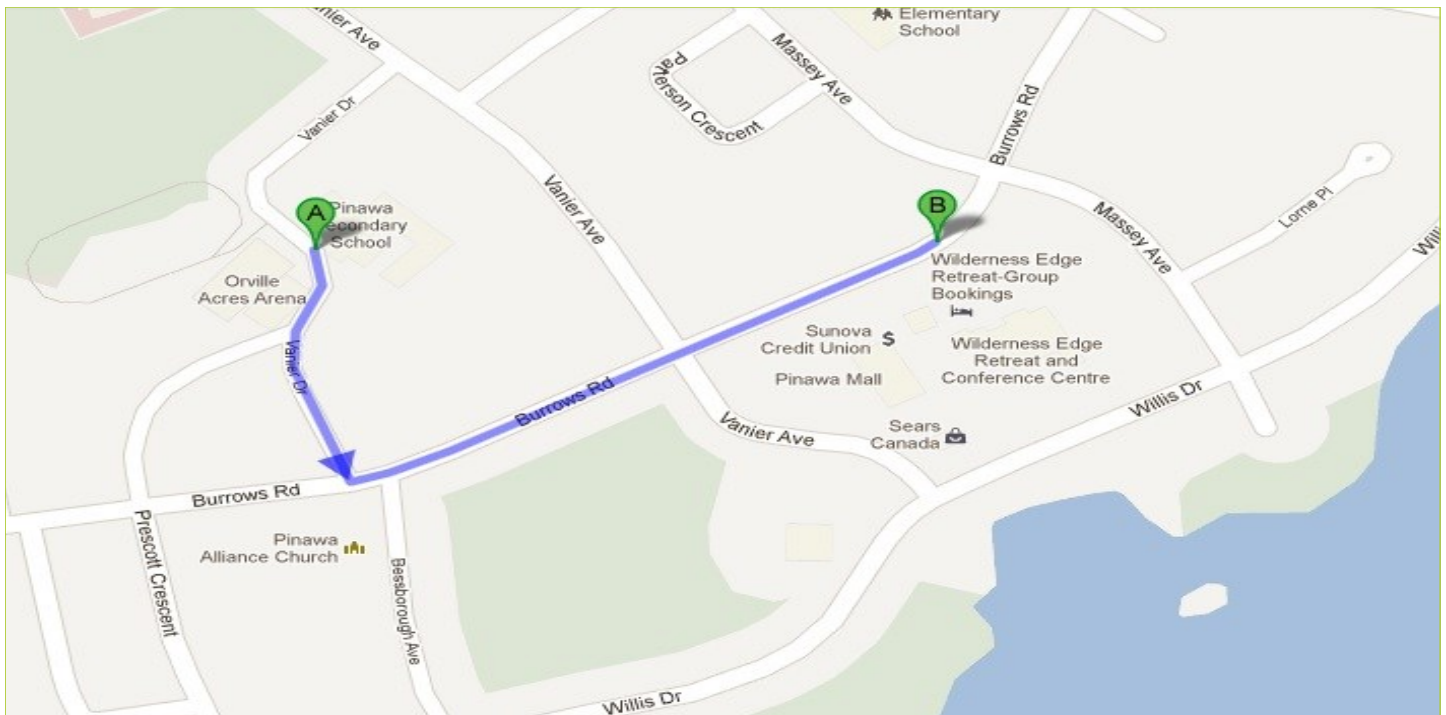 Vanier Ave
Elementary
School
Massey Ave
Patterson Crescent
Vanier Dr
Burrows Rd
A
Pinawa
Secondary
School
Vanier Ave
B
Massey Ave
Lorne Pl
Willis
Orville
Acres Arena
Wilderness Edge
Retreat-Group
Bookings
Sunova
Credit Union
$
Wilderness Edge
Retreat and
Conference Centre
Pinawa Mall
Vanier Dr
Burrows Rd
Willis Dr
Vanier Ave
Sears
Canada
Burrows Rd
Prescott Crescent
Pinawa
Alliance Church
Bessborough Ave
Willis Dr